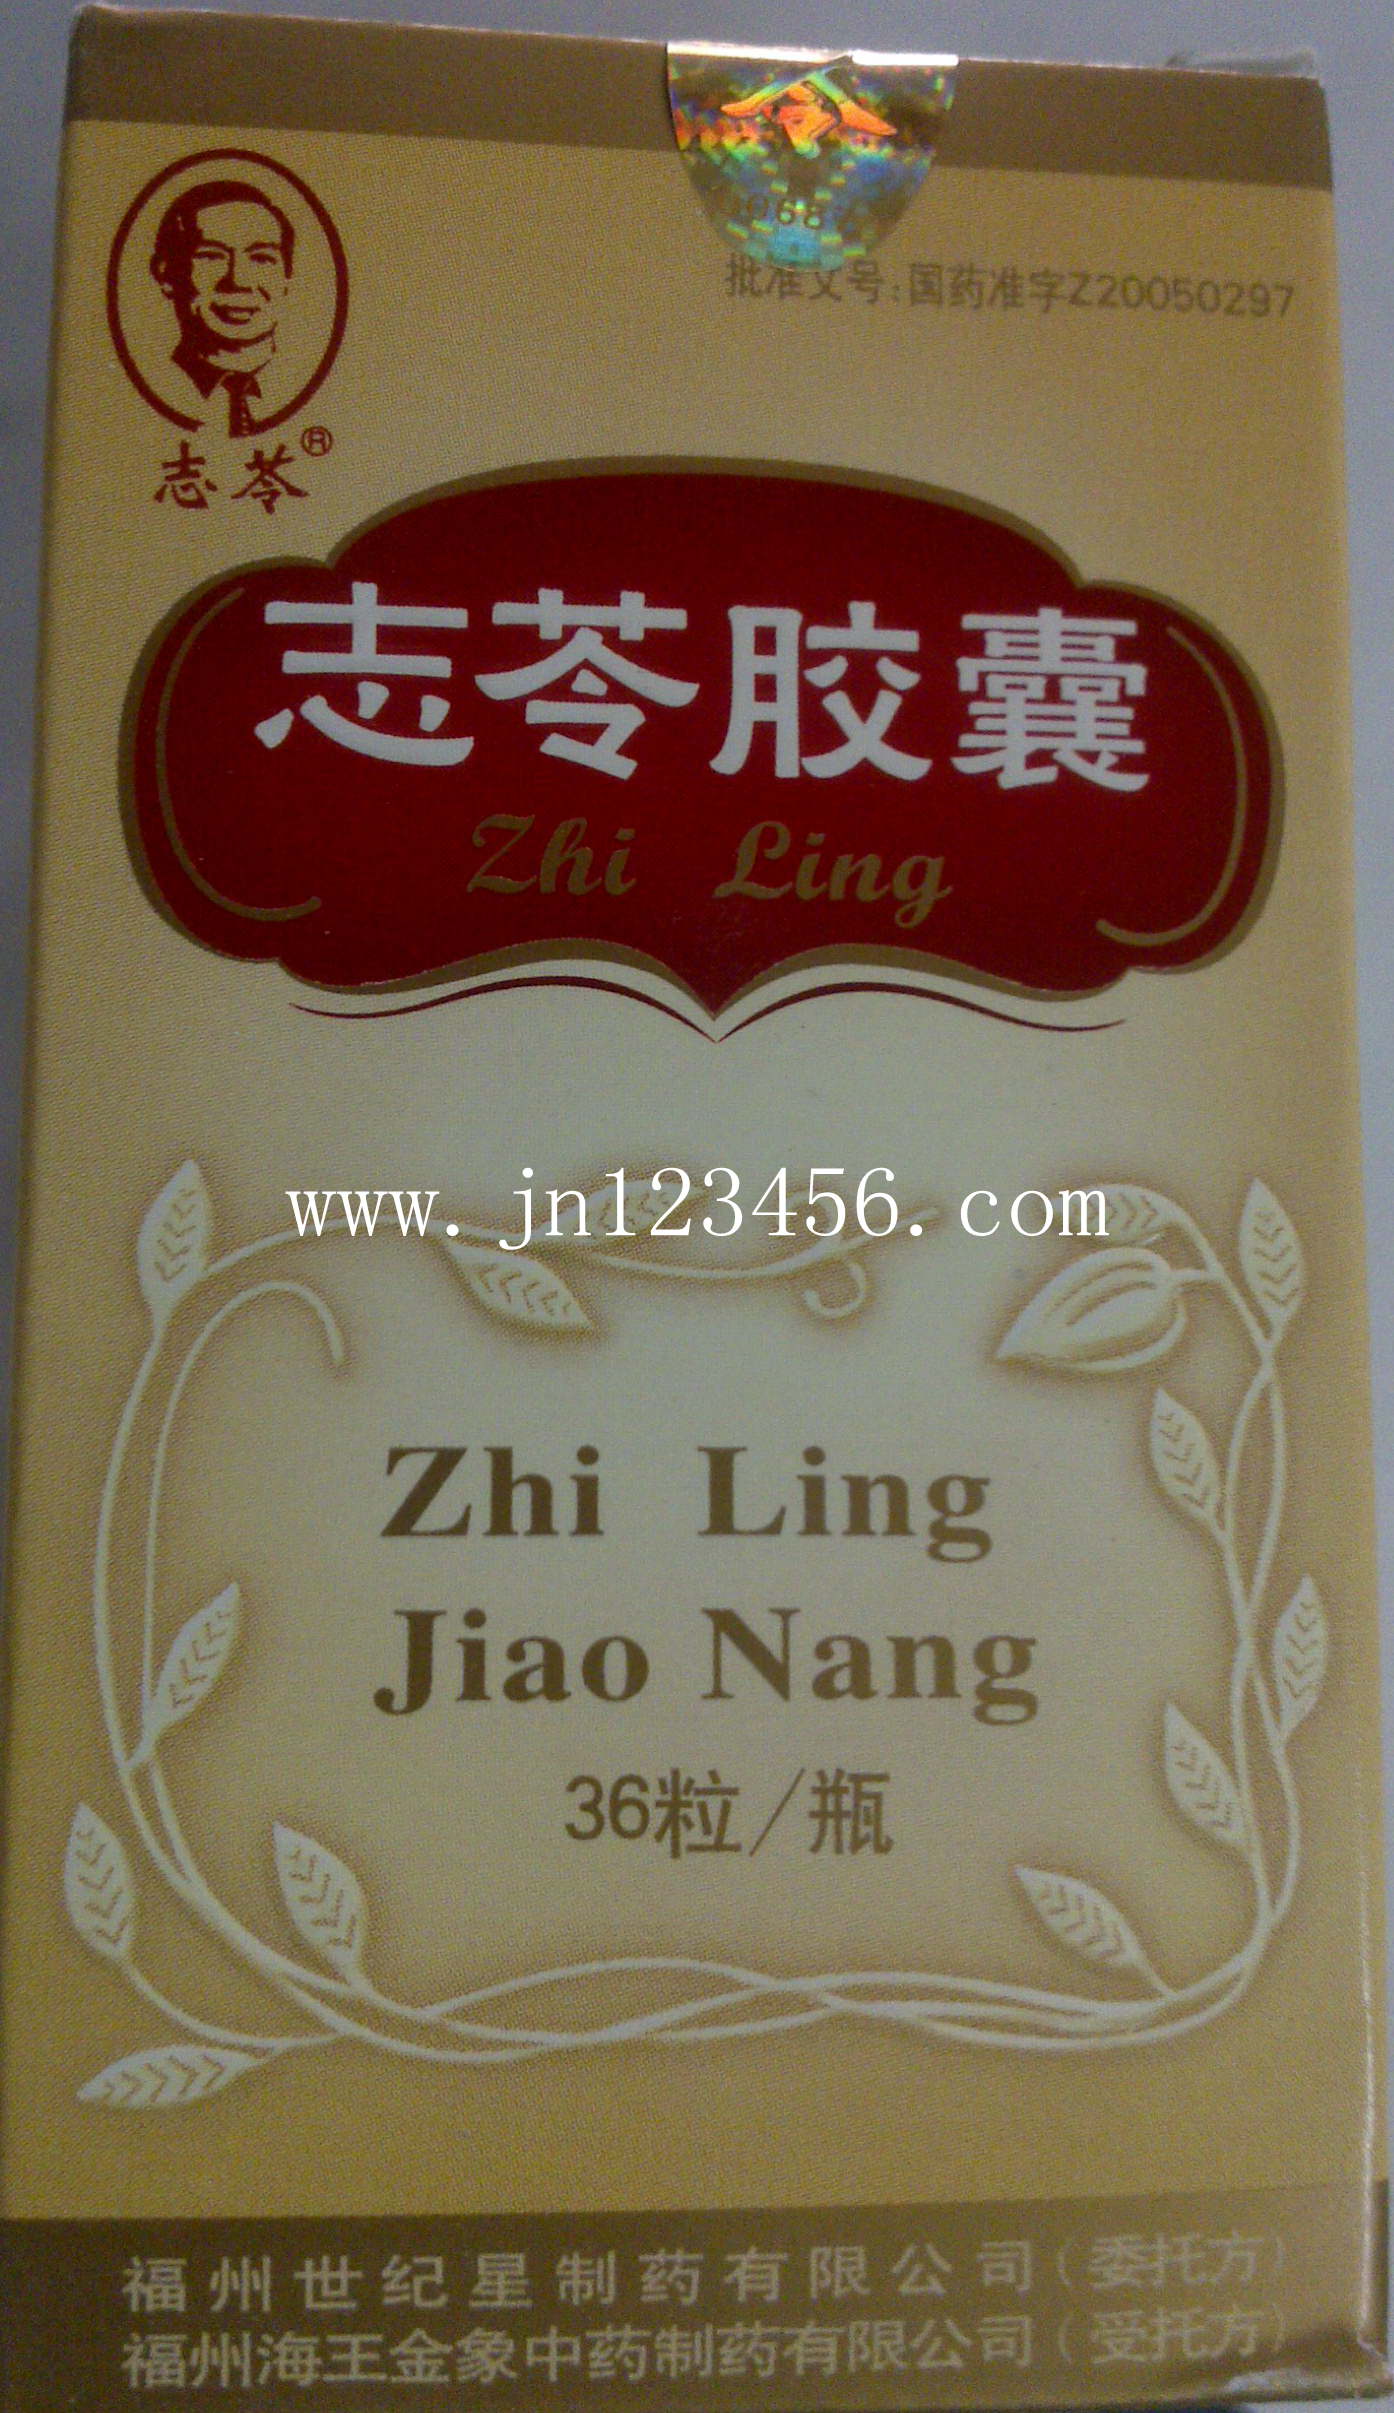 批准文号:国药准字Z20050297
志苓®
志苓胶囊
Zhi Ling
www.jn123456.com
Zhi Ling
Jiao Nang
36粒/瓶
福州世纪星制药有限公司(委托方)
福州海王金象中药制药有限公司(受托方)